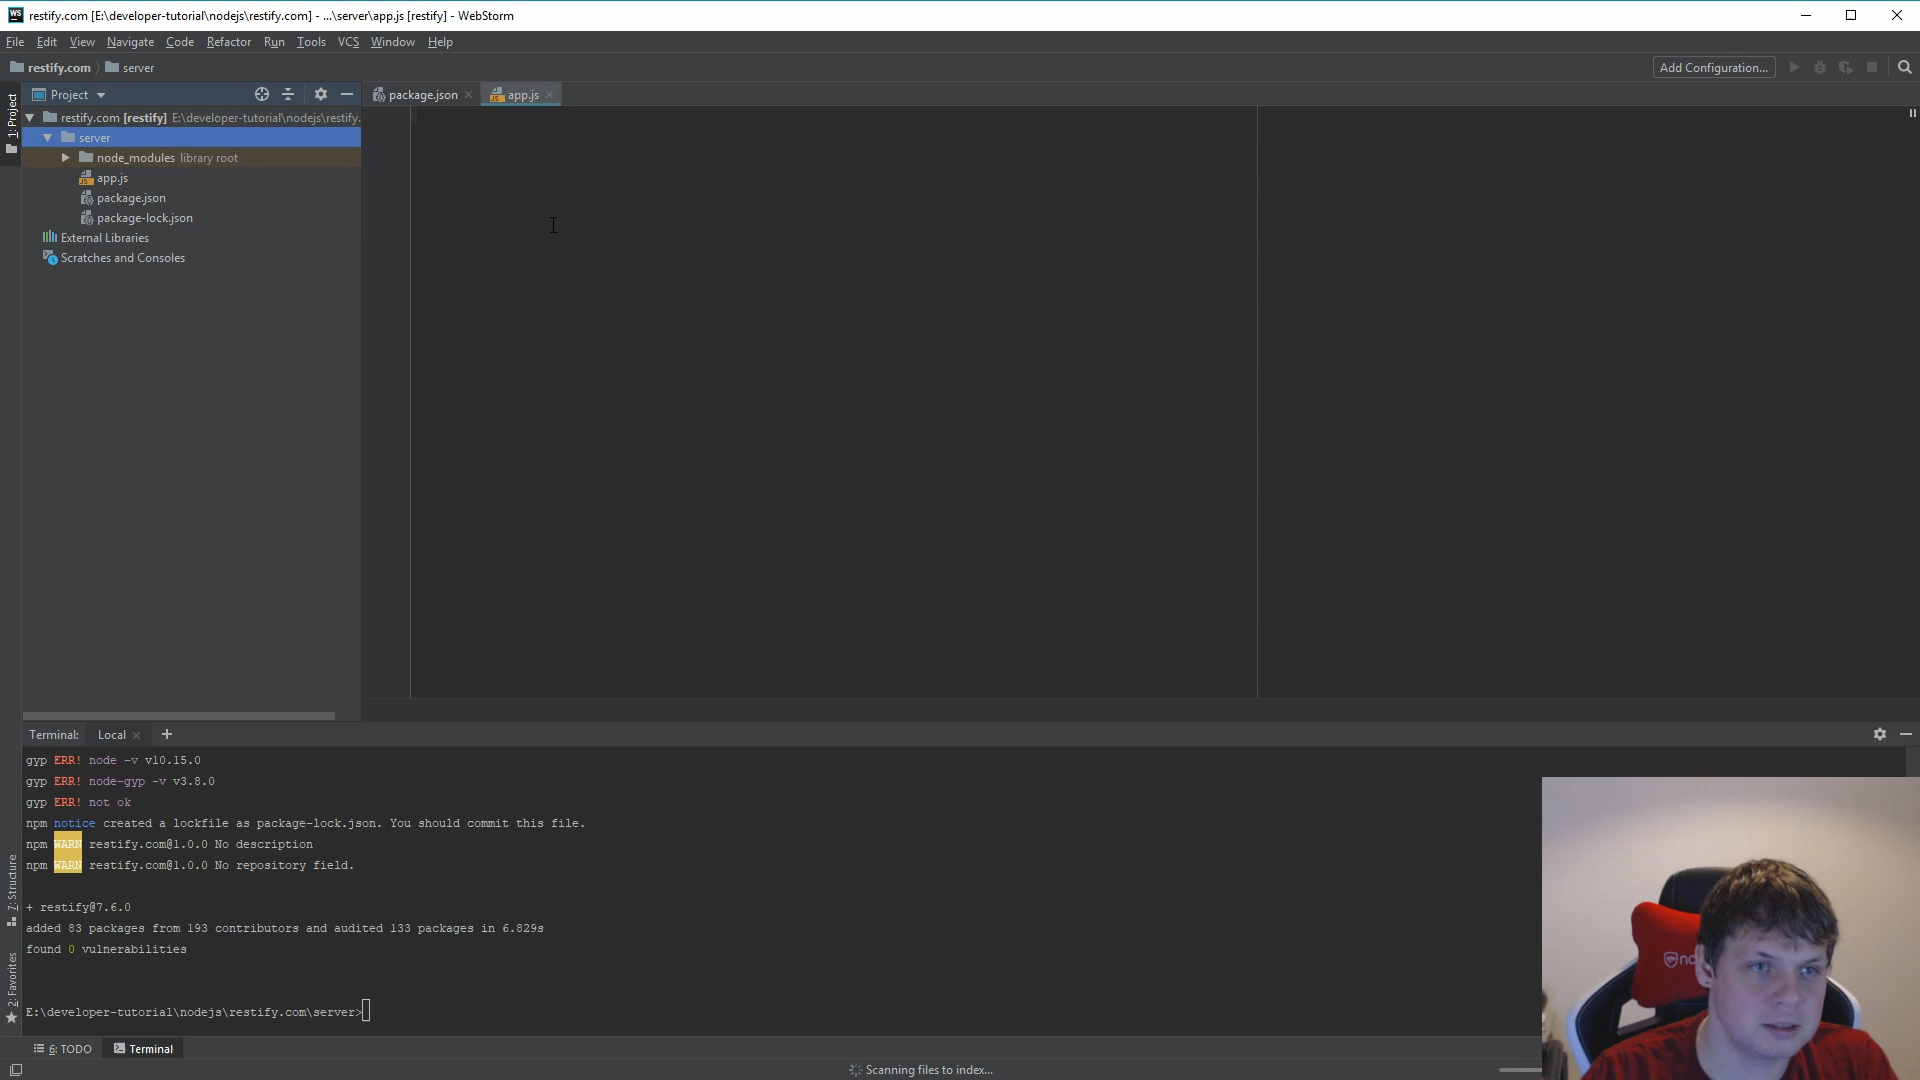 restify.com [E:\developer-tutorial\nodejs\restify.com] - ...\server\app.js [restify] - WebStorm
File Edit View Navigate Code Refactor Run Tools VCS Window Help
restify.com server
Add Configuration...
1: Project
Project
package.json
app.js
restify.com [restify] E:\developer-tutorial\nodejs\restify.
server
node_modules library root
app.js
package.json
package-lock.json
External Libraries
Scratches and Consoles
Terminal: Local
gyp ERR! node -v v10.15.0
gyp ERR! node-gyp -v v3.8.0
gyp ERR! not ok
npm notice created a lockfile as package-lock.json. You should commit this file.
npm WARN restify.com@1.0.0 No description
npm WARN restify.com@1.0.0 No repository field.
+ restify@7.6.0
added 83 packages from 193 contributors and audited 133 packages in 6.829s
found 0 vulnerabilities
E:\developer-tutorial\nodejs\restify.com\server>
7: Structure
2: Favorites
6: TODO
Terminal
Scanning files to index...